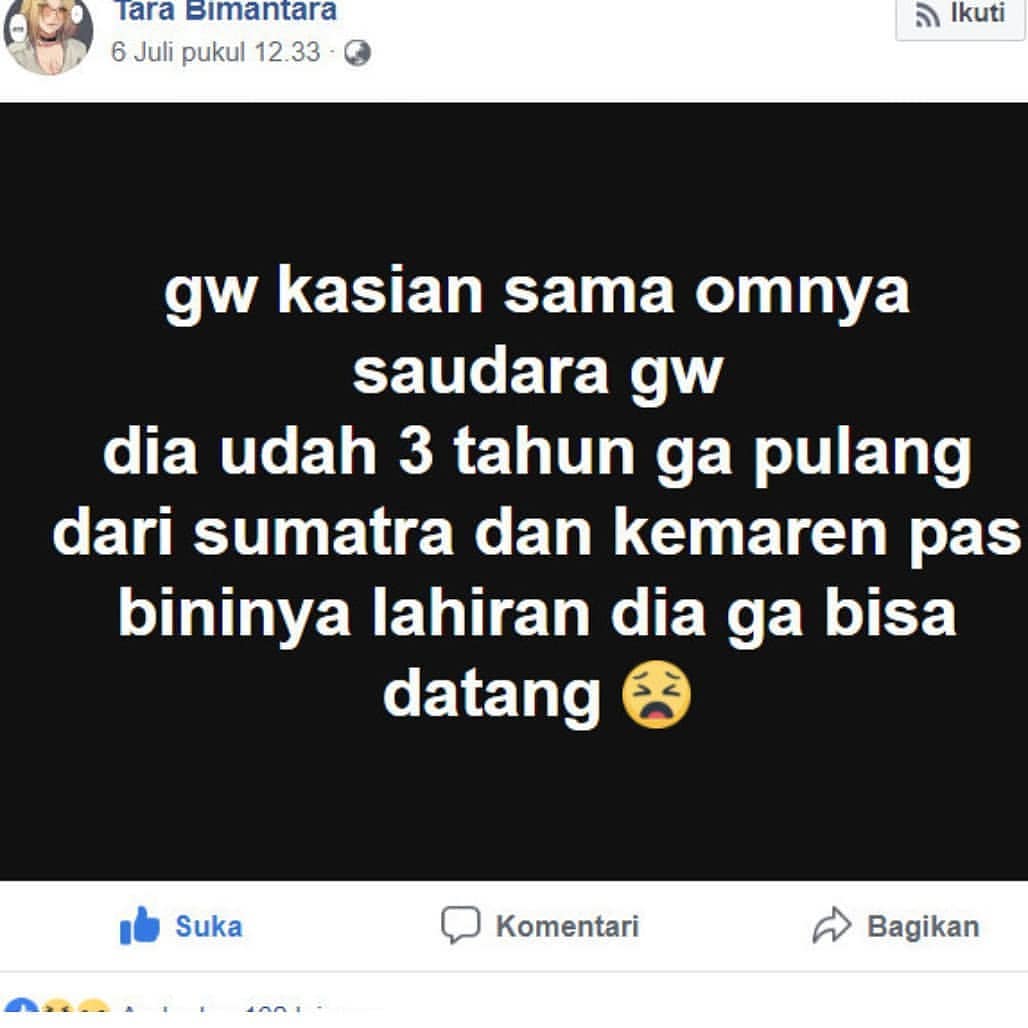 Tara Bimantara
Ikuti
6 Juli pukul 12.33 ·
gw kasian sama omnya
saudara gw
dia udah 3 tahun ga pulang
dari sumatra dan kemaren pas
bininya lahiran dia ga bisa
datang 😫
Suka
Komentari
Bagikan